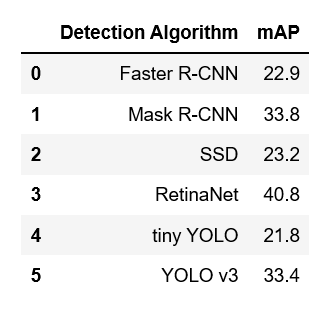 Detection Algorithm mAP
0 Faster R-CNN 22.9
1 Mask R-CNN 33.8
2 SSD 23.2
3 RetinaNet 40.8
4 tiny YOLO 21.8
5 YOLO v3 33.4